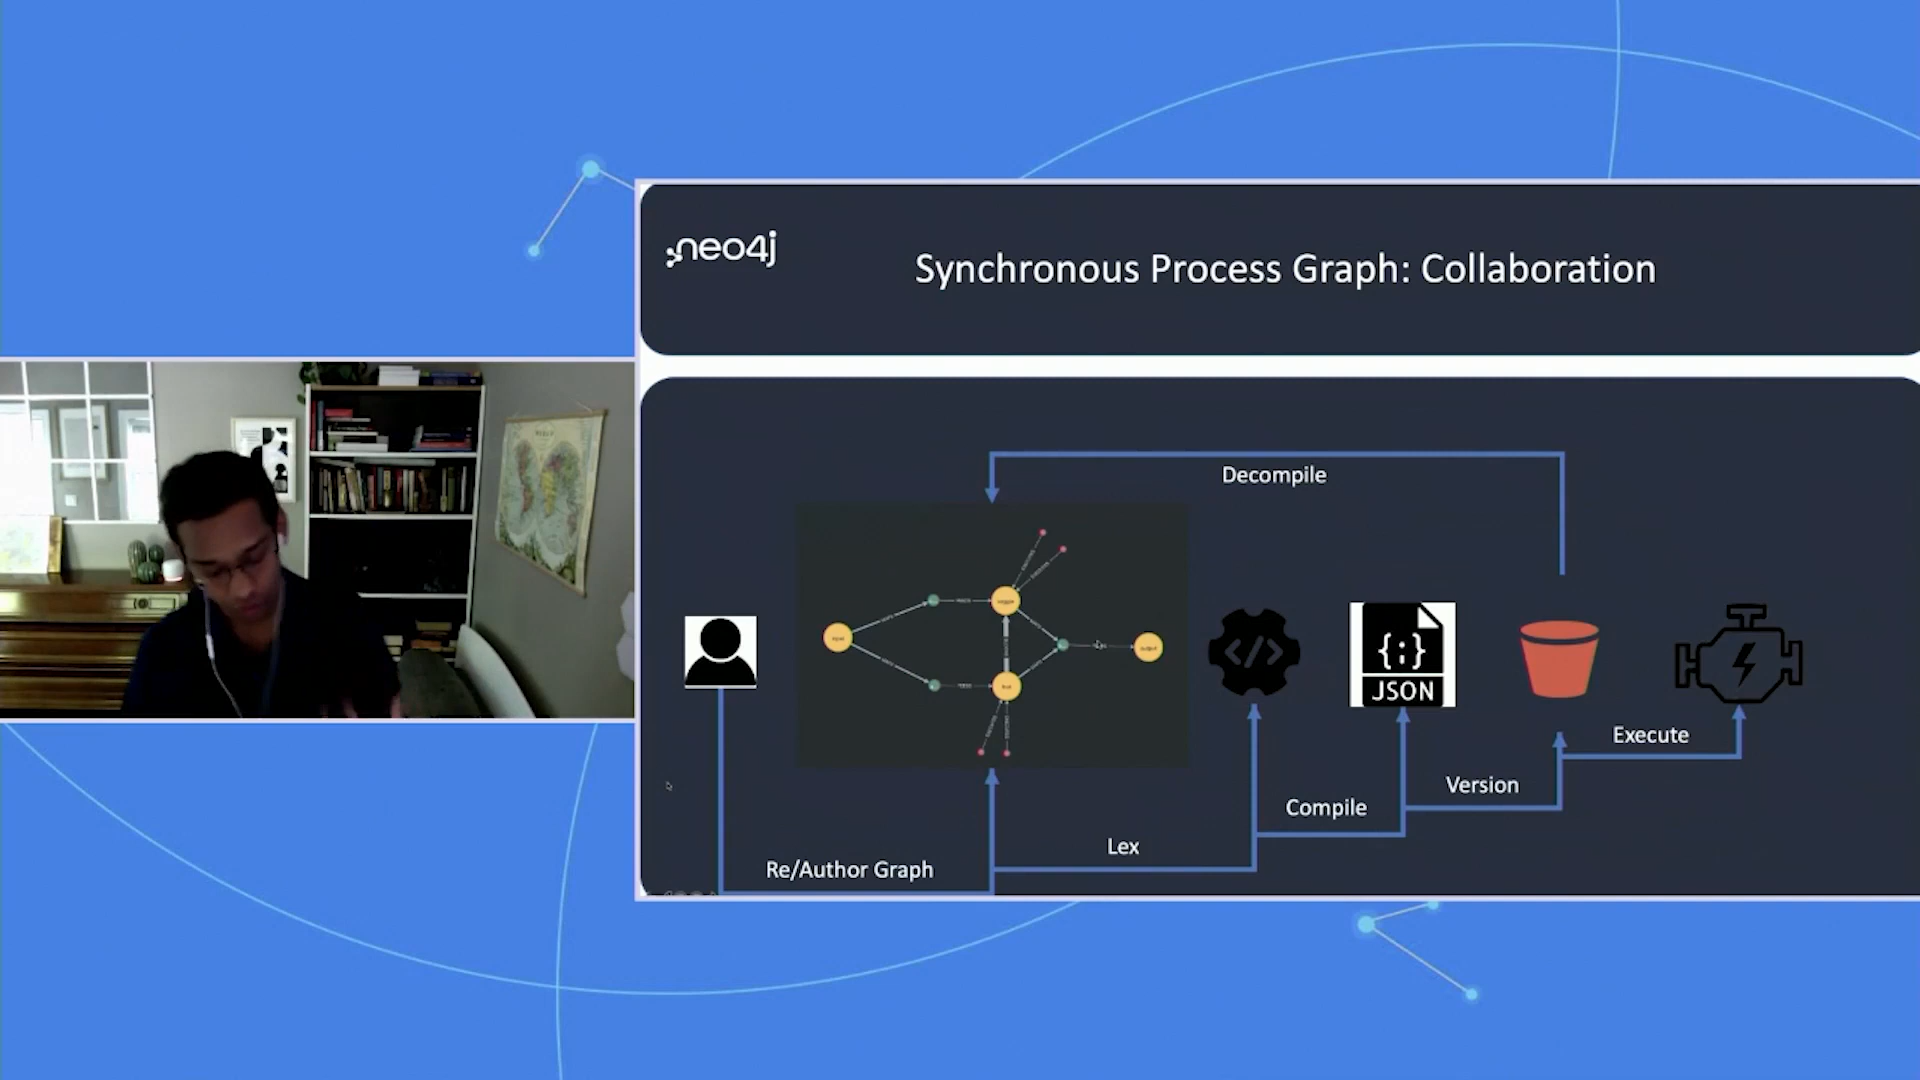 neo4j
Synchronous Process Graph: Collaboration
Decompile
{:}
JSON
</>
Execute
Version
Compile
Lex
Re/Author Graph